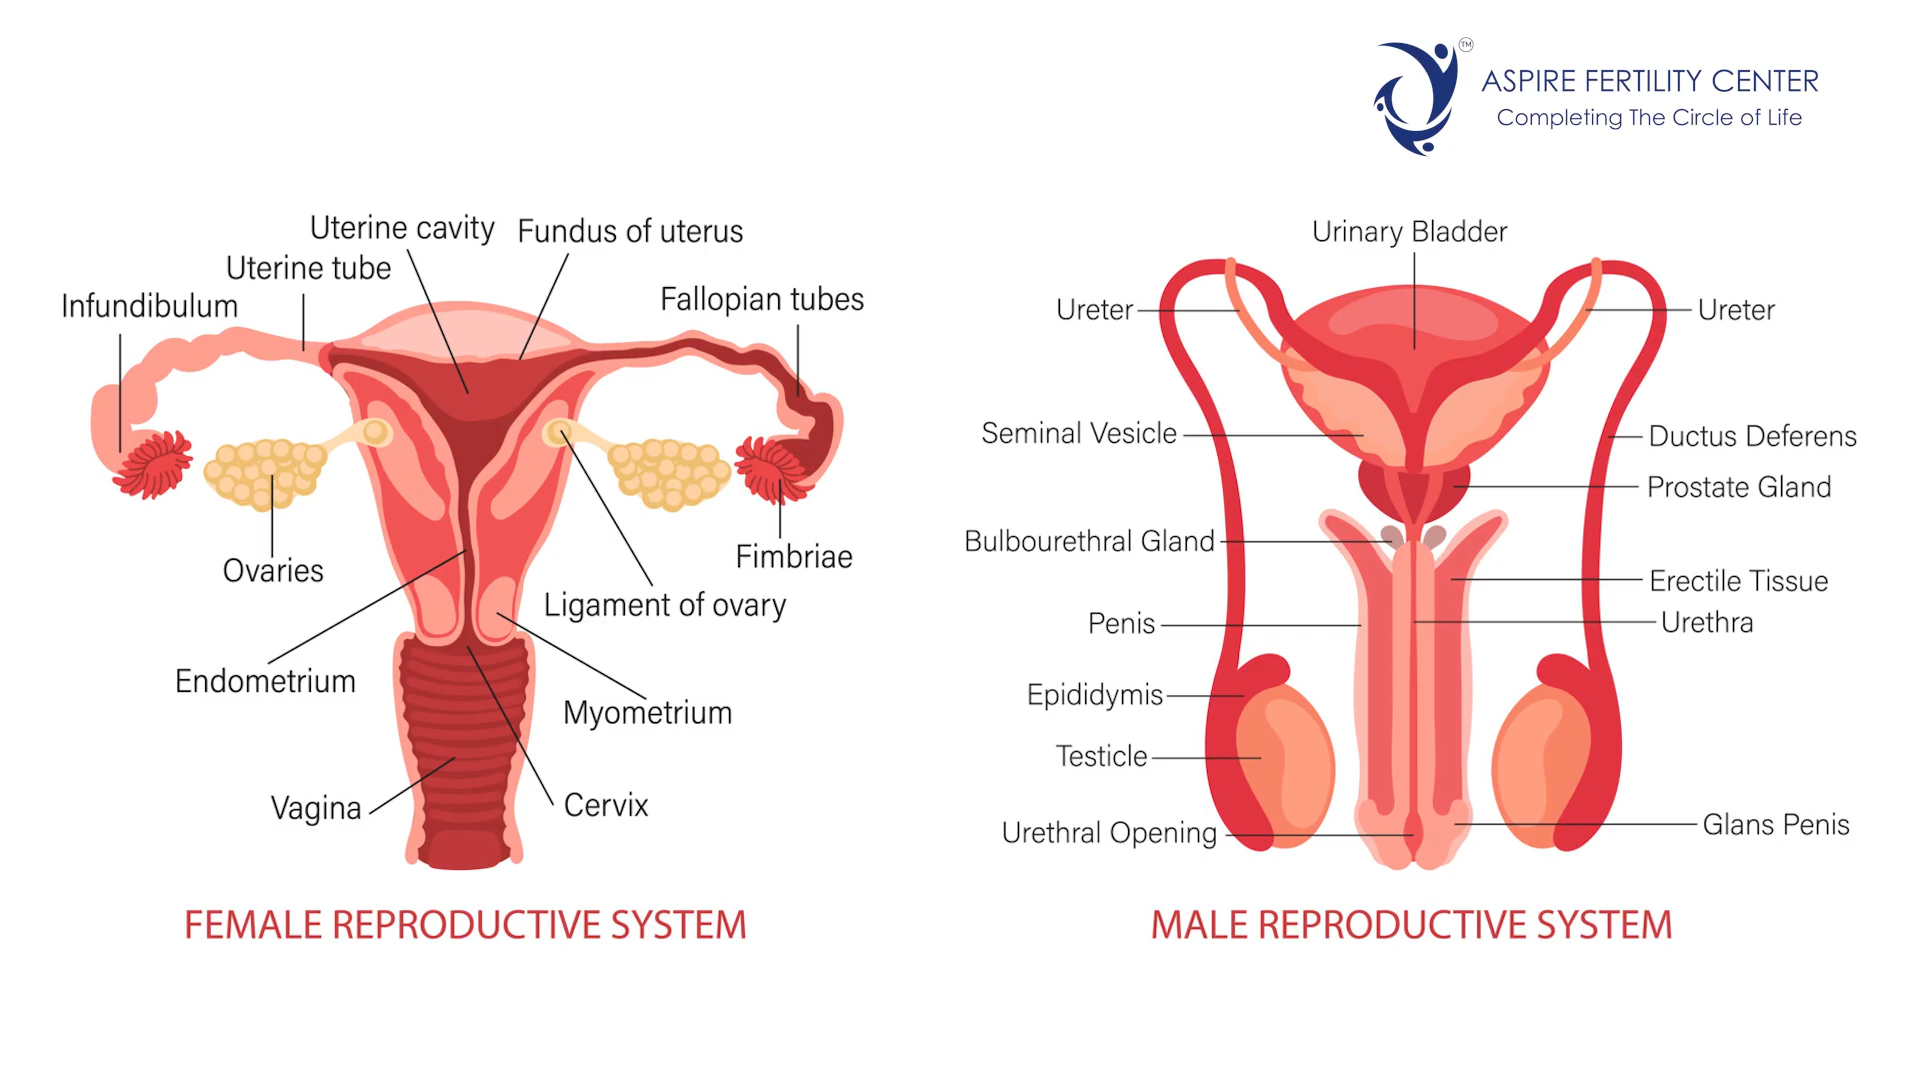 TM
ASPIRE FERTILITY CENTER
Completing The Circle of Life
Uterine cavity
Fundus of uterus
Uterine tube
Infundibulum
Fallopian tubes
Ovaries
Fimbriae
Ligament of ovary
Endometrium
Myometrium
Vagina
Cervix
FEMALE REPRODUCTIVE SYSTEM
Urinary Bladder
Ureter
Ureter
Seminal Vesicle
Ductus Deferens
Prostate Gland
Bulbourethral Gland
Erectile Tissue
Penis
Urethra
Epididymis
Testicle
Urethral Opening
Glans Penis
MALE REPRODUCTIVE SYSTEM